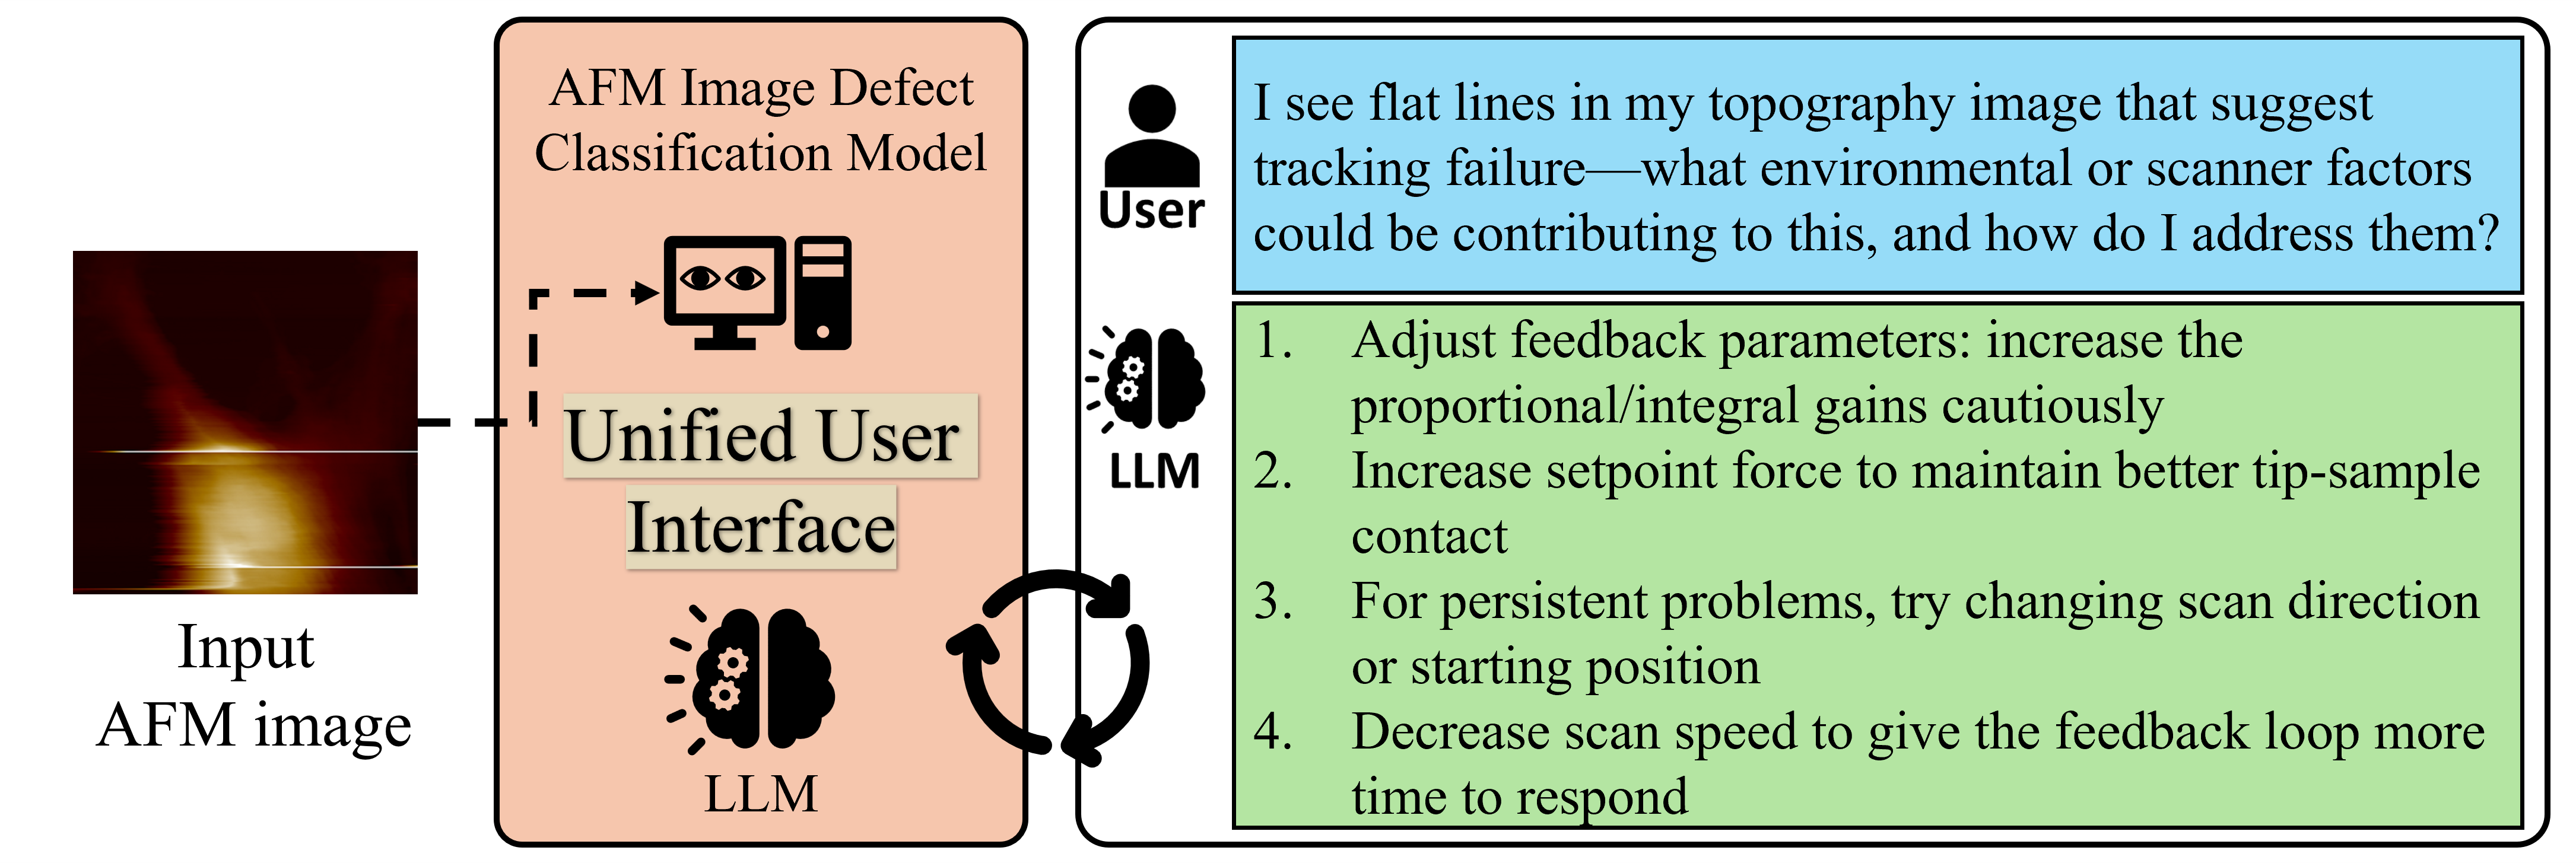 Input
AFM image
AFM Image Defect
Classification Model
Unified User
Interface
LLM
User
I see flat lines in my topography image that suggest
tracking failure—what environmental or scanner factors
could be contributing to this, and how do I address them?
LLM
1. Adjust feedback parameters: increase the
proportional/integral gains cautiously
2. Increase setpoint force to maintain better tip-sample
contact
3. For persistent problems, try changing scan direction
or starting position
4. Decrease scan speed to give the feedback loop more
time to respond